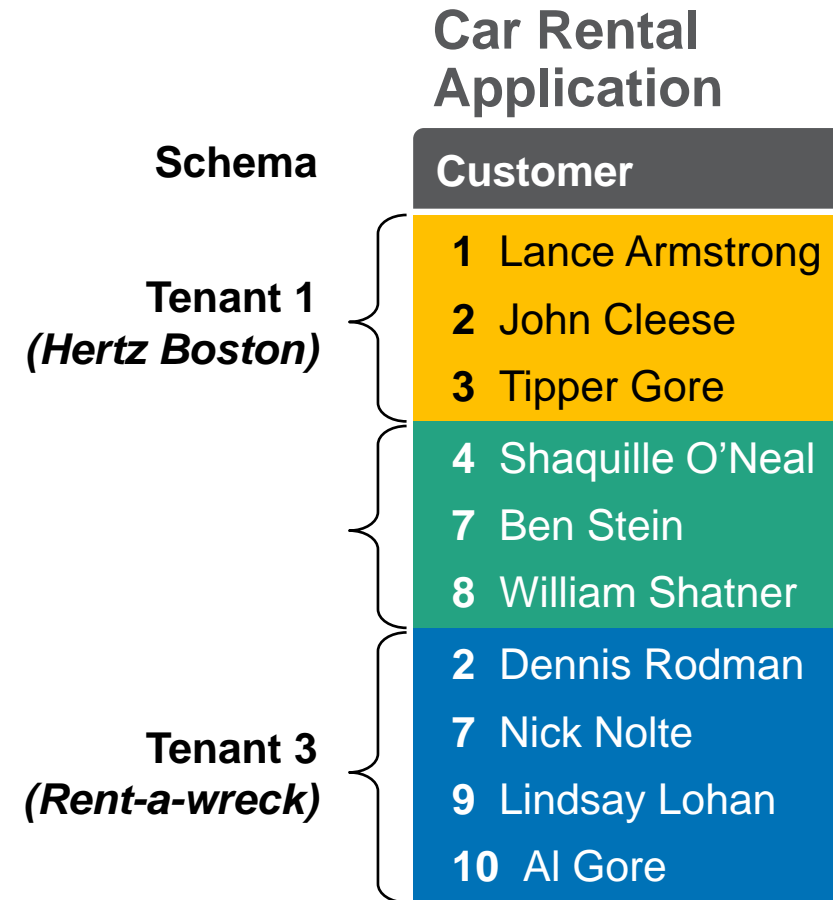 Car Rental
Application
Schema
Customer
Tenant 1
(Hertz Boston)
1 Lance Armstrong
2 John Cleese
3 Tipper Gore
4 Shaquille O’Neal
7 Ben Stein
8 William Shatner
Tenant 3
(Rent-a-wreck)
2 Dennis Rodman
7 Nick Nolte
9 Lindsay Lohan
10 Al Gore